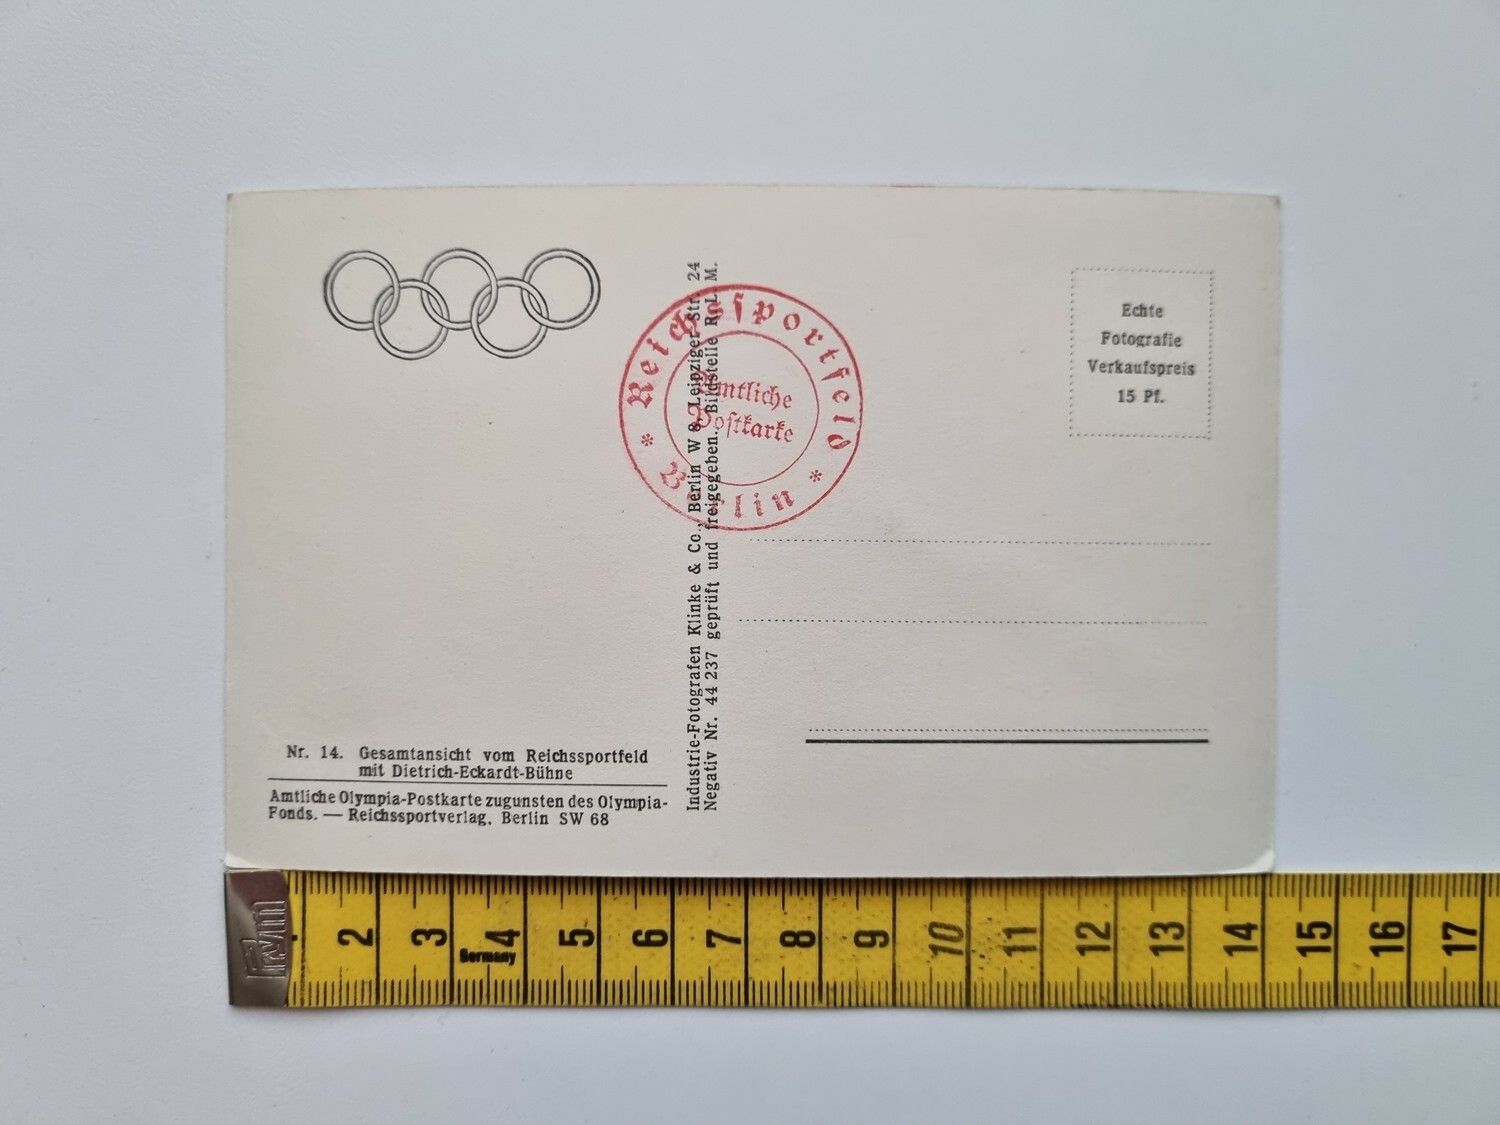 Echte
Fotografie
Verkaufspreis
15 Pf.
Reichssportfeld
Amtliche
Postkarte
* Berlin *
Industrie-Fotografen Klinke & Co., Berlin W 8, Leipziger Str. 24
Negativ Nr. 44 237 geprüft und freigegeben. Bildstelle R. L. M.
Nr. 14. Gesamtansicht vom Reichssportfeld
mit Dietrich-Eckardt-Bühne
Amtliche Olympia-Postkarte zugunsten des Olympia-
Fonds. — Reichssportverlag, Berlin SW 68
Prym
2 3 4 5 6 7 8 9 10 11 12 13 14 15 16 17
Germany